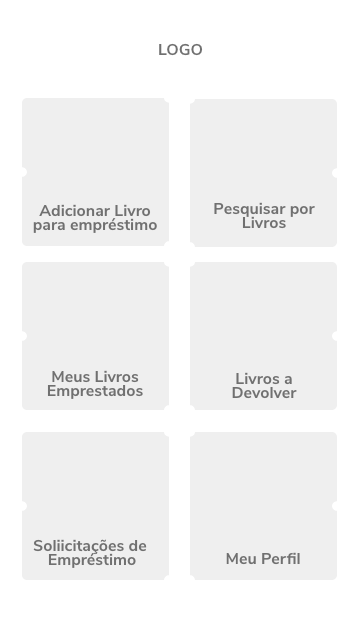 LOGO
Adicionar Livro
para empréstimo
Pesquisar por
Livros
Meus Livros
Emprestados
Livros a
Devolver
Soliicitações de
Empréstimo
Meu Perfil